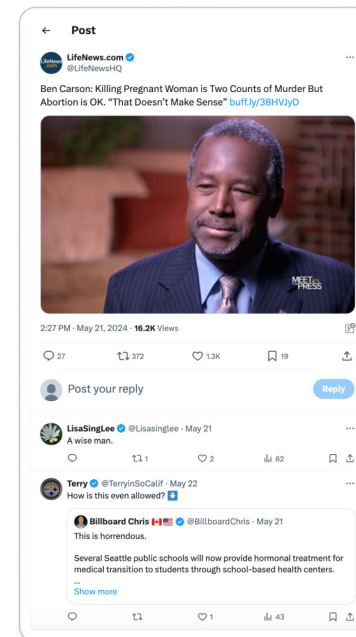 Post
LifeNews.com
LifeNews.com
@LifeNewsHQ
Ben Carson: Killing Pregnant Woman is Two Counts of Murder But
Abortion is OK. “That Doesn’t Make Sense” buff.ly/38HVJyD
MEET THE PRESS
2:27 PM · May 21, 2024 · 16.2K Views
27 372 1.3K 19
Post your reply
Reply
LisaSingLee @Lisasinglee · May 21
A wise man.
1 2 62
Terry @TerryinSoCalif · May 22
How is this even allowed? ⬇️
Billboard Chris 🇨🇦🇺🇸 @BillboardChris · May 21
This is horrendous.
Several Seattle public schools will now provide hormonal treatment for
medical transition to students through school-based health centers.
...
Show more
1 43